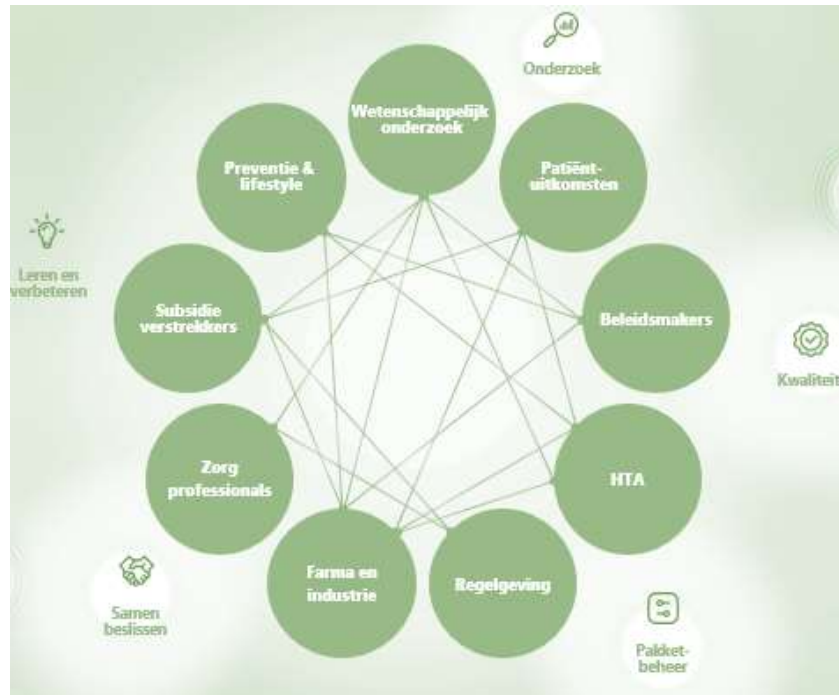 Onderzoek
Wetenschappelijk
onderzoek
Preventie &
lifestyle
Patiënt-
uitkomsten
Leren en
verbeteren
Subsidie
verstrekkers
Beleidsmakers
Kwaliteit
Zorg
professionals
HTA
Farma en
industrie
Regelgeving
Samen
beslissen
Pakket-
beheer